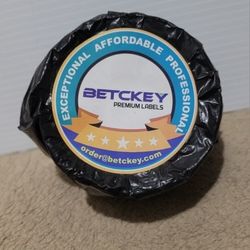 EXCEPTIONAL AFFORDABLE PROFESSIONAL
BETCKEY
PREMIUM LABELS
order@betckey.com